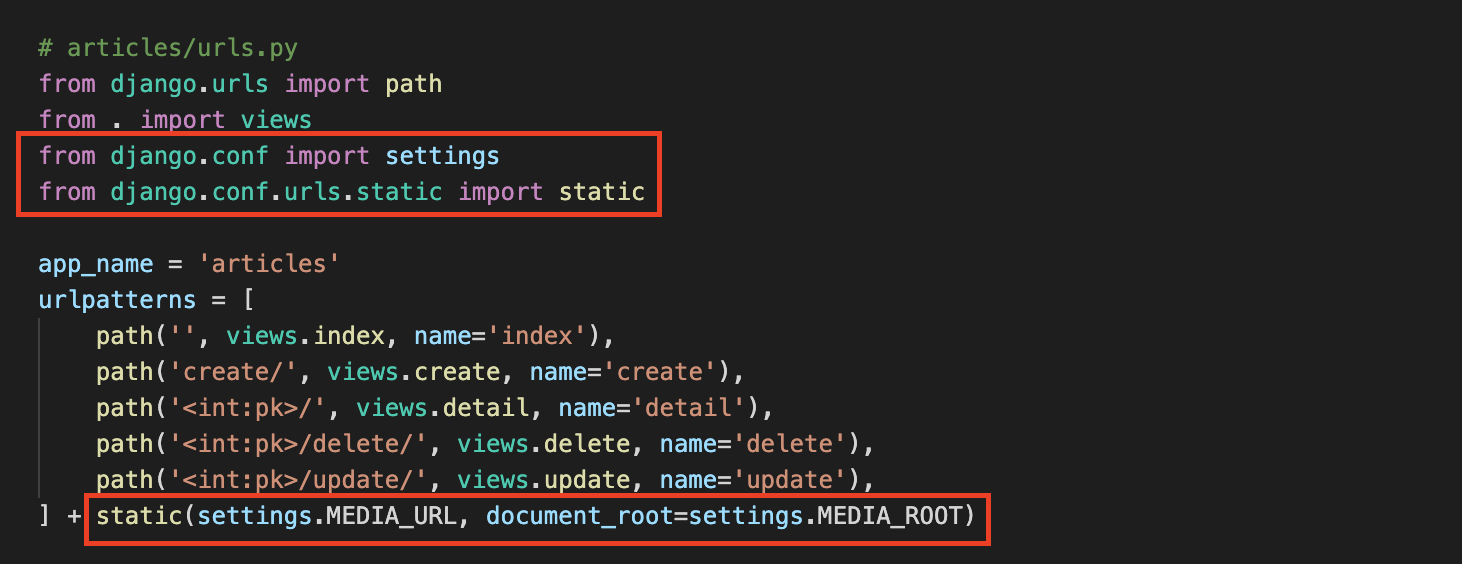 # articles/urls.py
from django.urls import path
from . import views
from django.conf import settings
from django.conf.urls.static import static
app_name = 'articles'
urlpatterns = [
    path('', views.index, name='index'),
    path('create/', views.create, name='create'),
    path('<int:pk>/', views.detail, name='detail'),
    path('<int:pk>/delete/', views.delete, name='delete'),
    path('<int:pk>/update/', views.update, name='update'),
] + static(settings.MEDIA_URL, document_root=settings.MEDIA_ROOT)